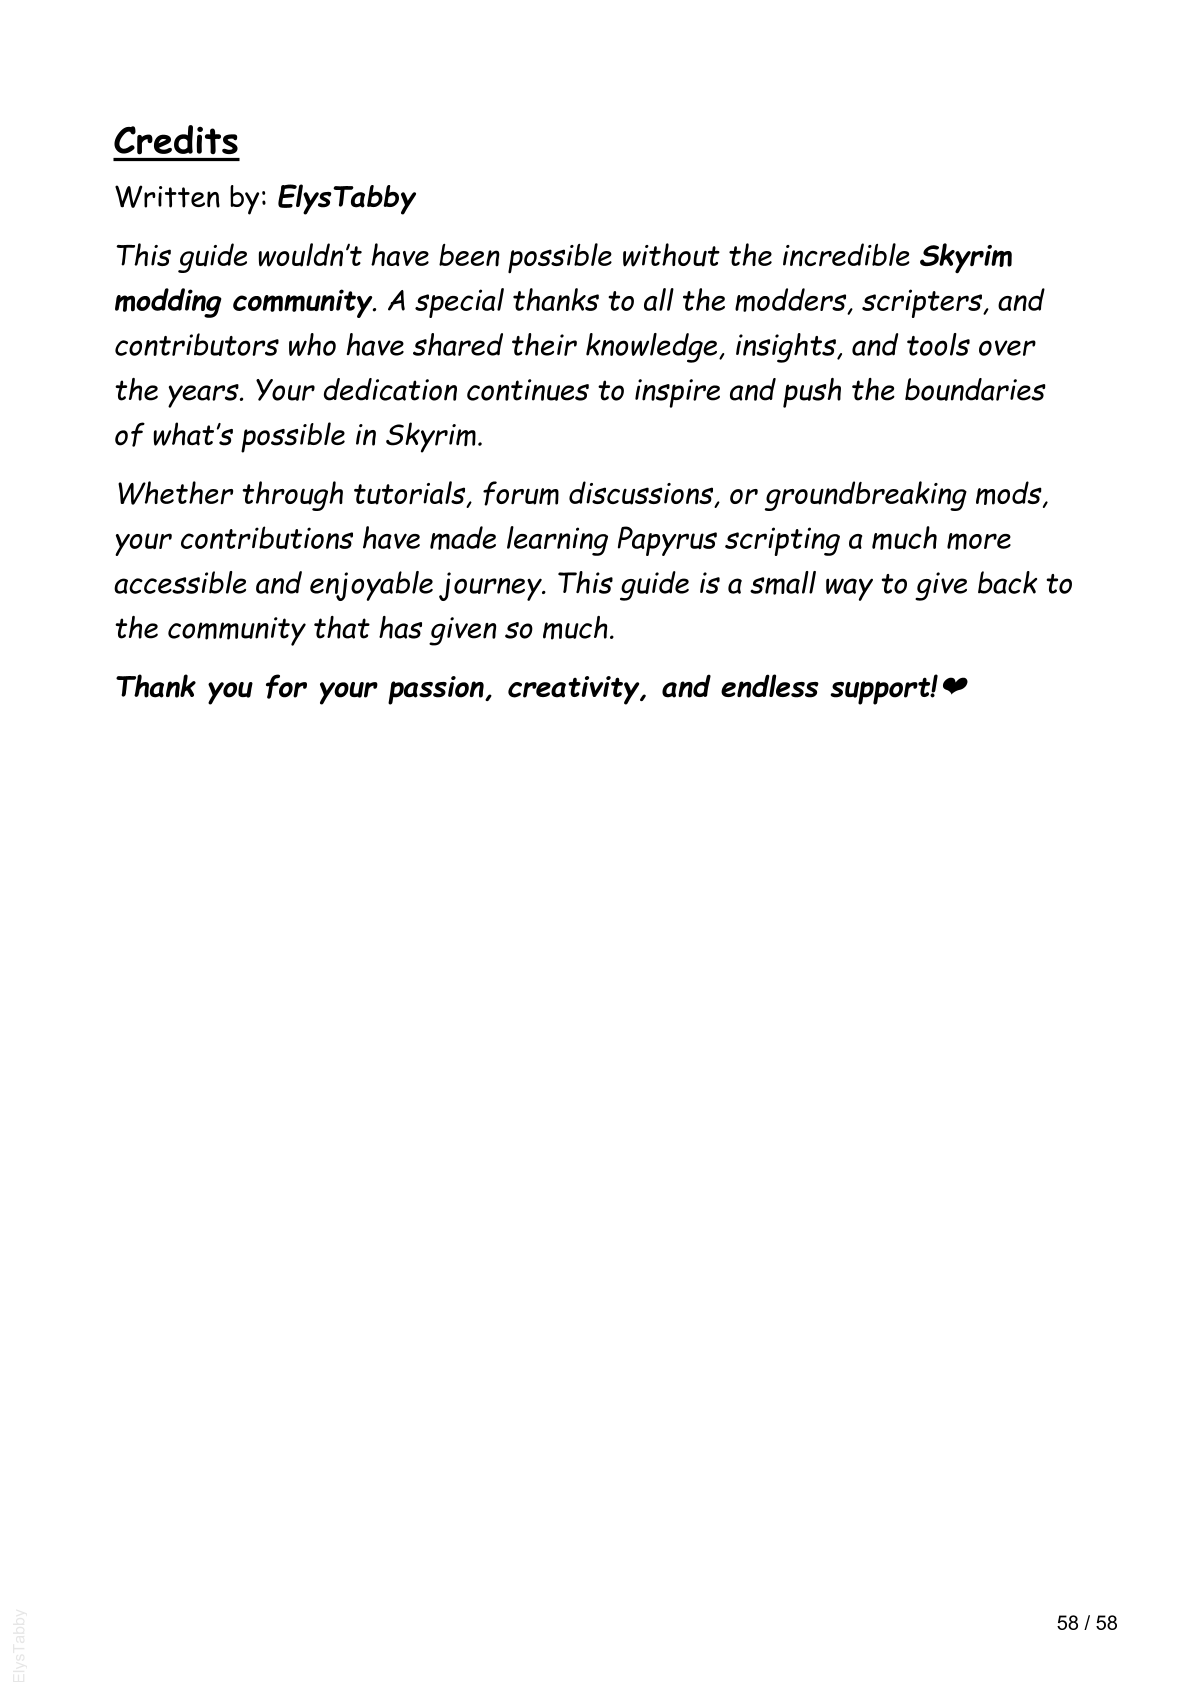 Credits
Written by: ElysTabby
This guide wouldn’t have been possible without the incredible Skyrim
modding community. A special thanks to all the modders, scripters, and
contributors who have shared their knowledge, insights, and tools over
the years. Your dedication continues to inspire and push the boundaries
of what’s possible in Skyrim.
Whether through tutorials, forum discussions, or groundbreaking mods,
your contributions have made learning Papyrus scripting a much more
accessible and enjoyable journey. This guide is a small way to give back to
the community that has given so much.
Thank you for your passion, creativity, and endless support!❤
58 / 58
ElysTabby